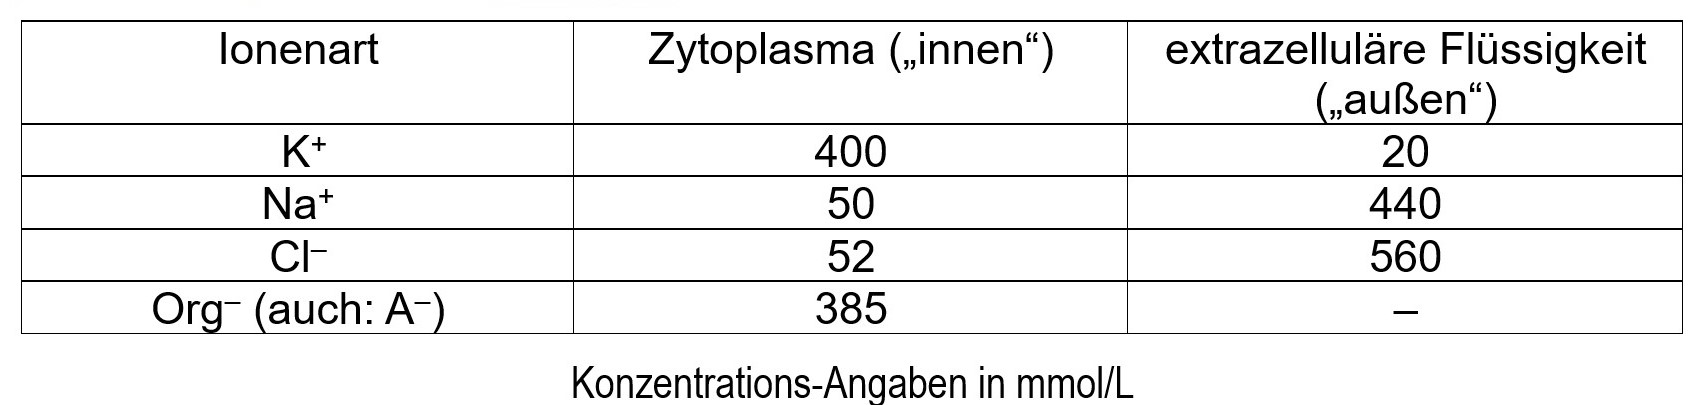 Ionenart Zytoplasma („innen“) extrazelluläre Flüssigkeit
(„außen“)
K⁺ 400 20
Na⁺ 50 440
Cl⁻ 52 560
Org⁻ (auch: A⁻) 385 –
Konzentrations-Angaben in mmol/L